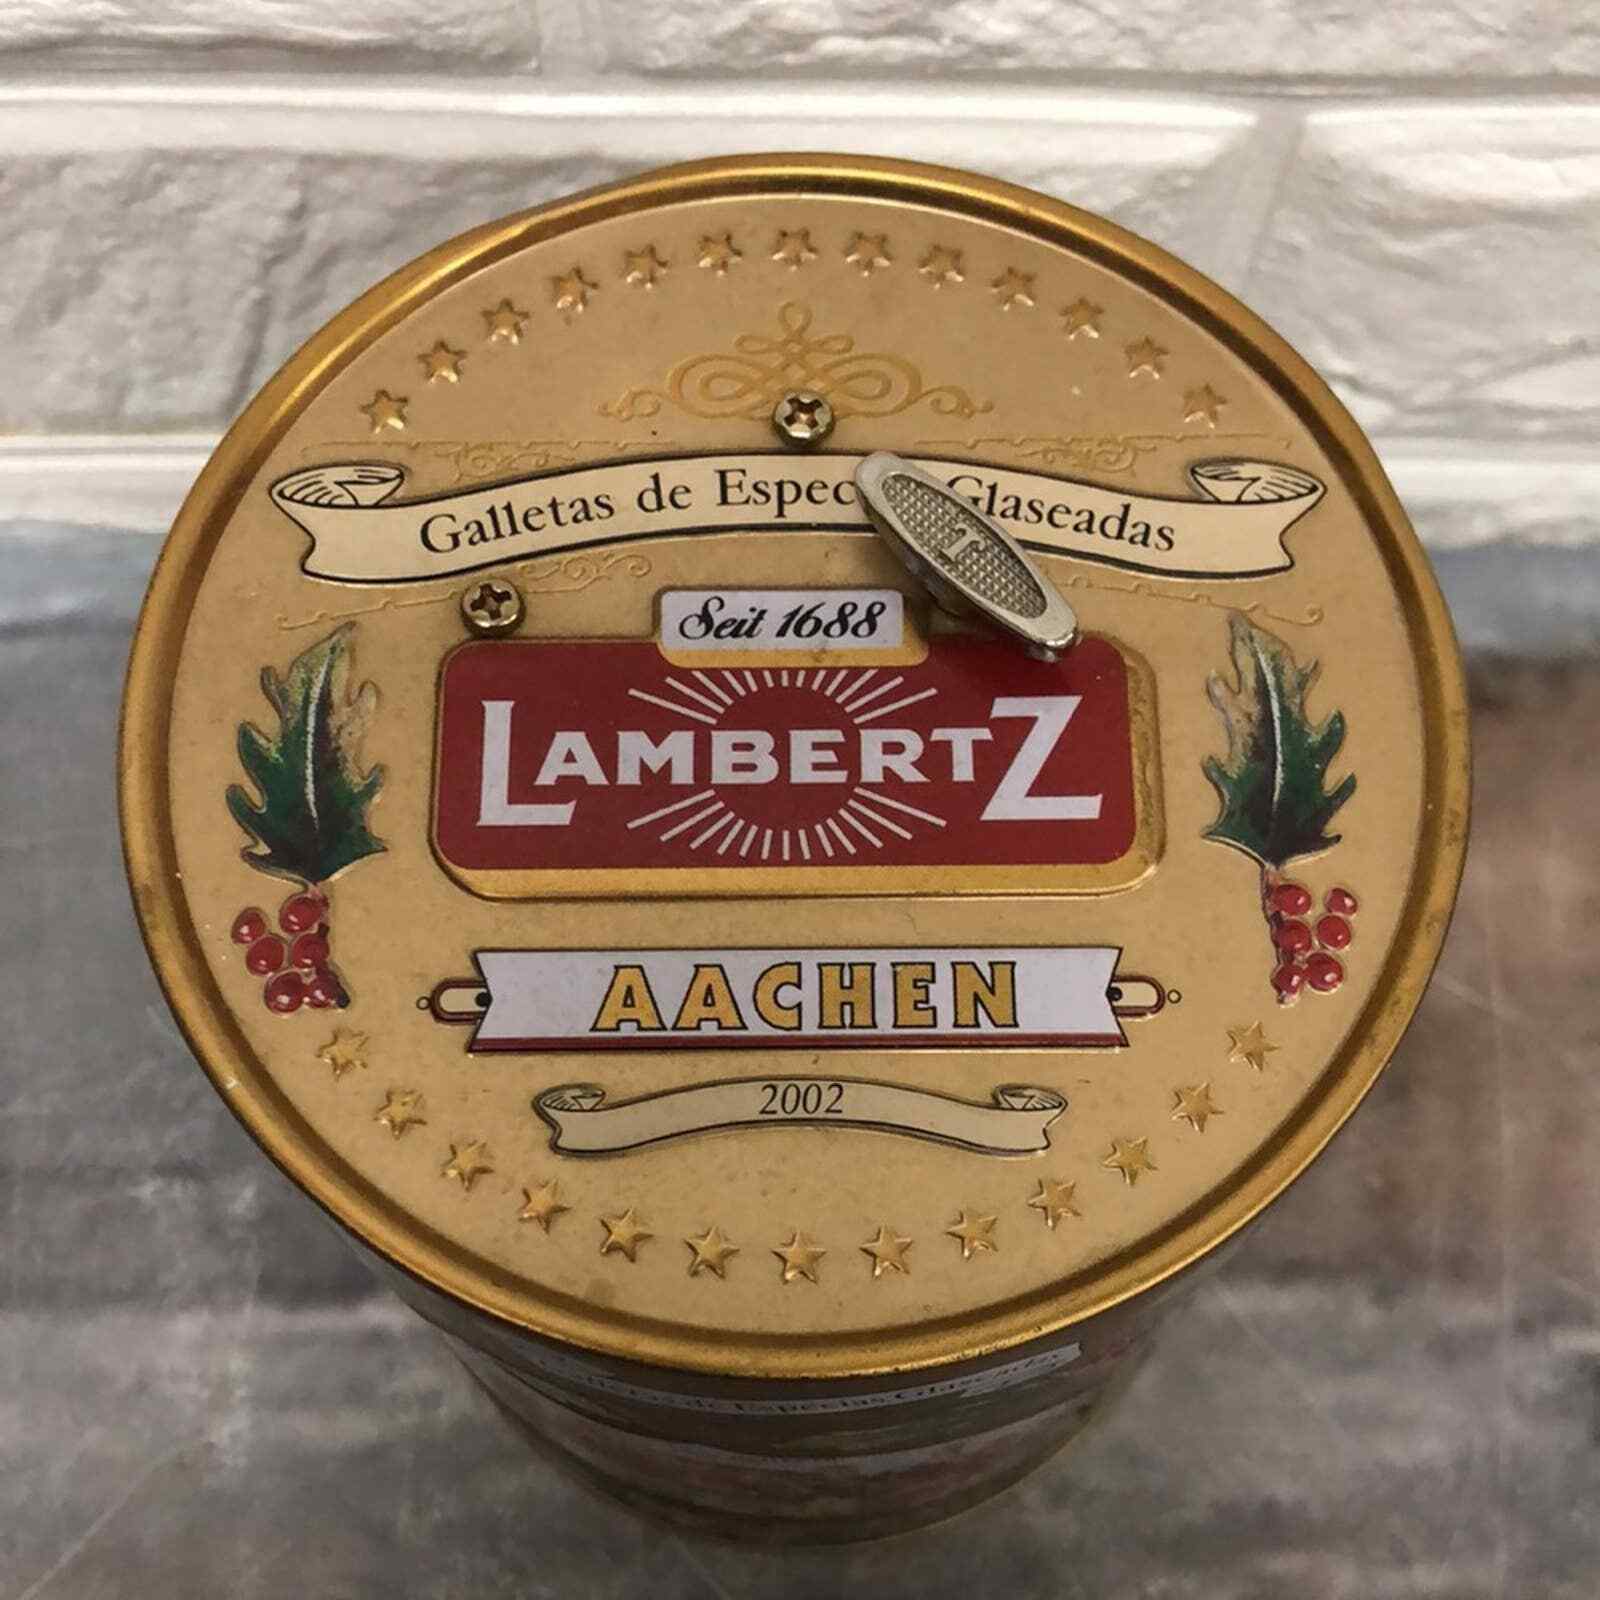 Galletas de Espec Glaseadas
Seit 1688
LAMBERTZ
AACHEN
2002